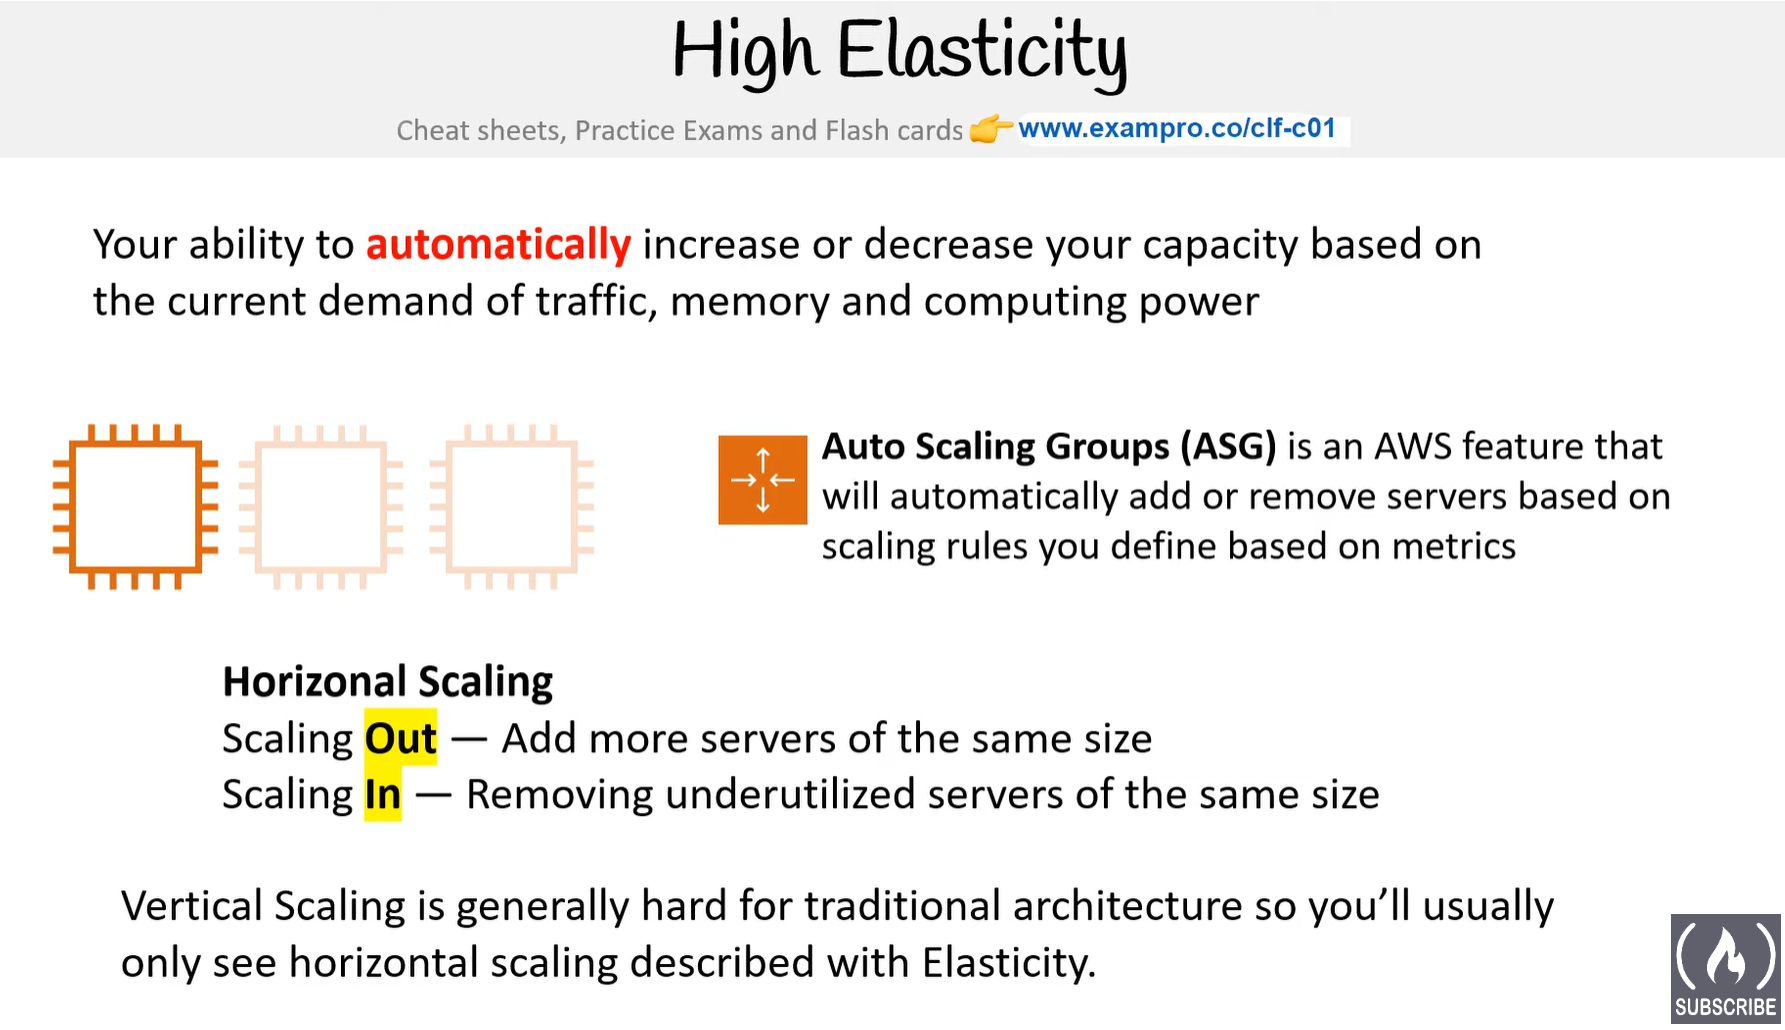 High Elasticity
Cheat sheets, Practice Exams and Flash cards 👉 www.exampro.co/clf-c01
Your ability to automatically increase or decrease your capacity based on
the current demand of traffic, memory and computing power
Auto Scaling Groups (ASG) is an AWS feature that
will automatically add or remove servers based on
scaling rules you define based on metrics
Horizonal Scaling
Scaling Out — Add more servers of the same size
Scaling In — Removing underutilized servers of the same size
Vertical Scaling is generally hard for traditional architecture so you’ll usually
only see horizontal scaling described with Elasticity.
SUBSCRIBE